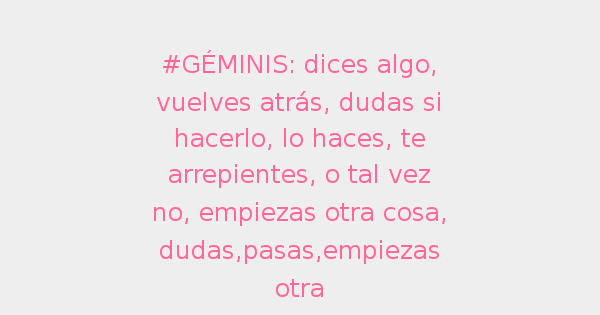 #GÉMINIS: dices algo,
vuelves atrás, dudas si
hacerlo, lo haces, te
arrepientes, o tal vez
no, empiezas otra cosa,
dudas,pasas,empiezas
otra